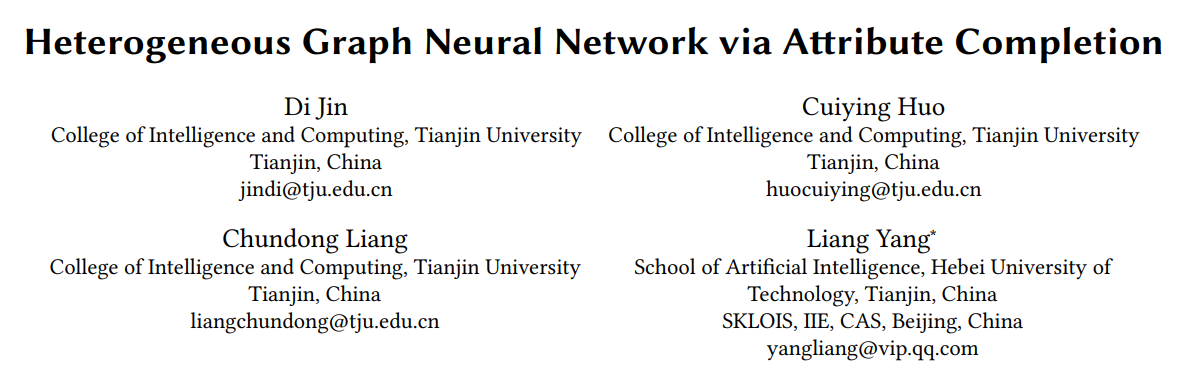 Heterogeneous Graph Neural Network via Attribute Completion
Di Jin
College of Intelligence and Computing, Tianjin University
Tianjin, China
jindi@tju.edu.cn
Cuiying Huo
College of Intelligence and Computing, Tianjin University
Tianjin, China
huocuiying@tju.edu.cn
Chundong Liang
College of Intelligence and Computing, Tianjin University
Tianjin, China
liangchundong@tju.edu.cn
Liang Yang*
School of Artificial Intelligence, Hebei University of
Technology, Tianjin, China
SKLOIS, IIE, CAS, Beijing, China
yangliang@vip.qq.com